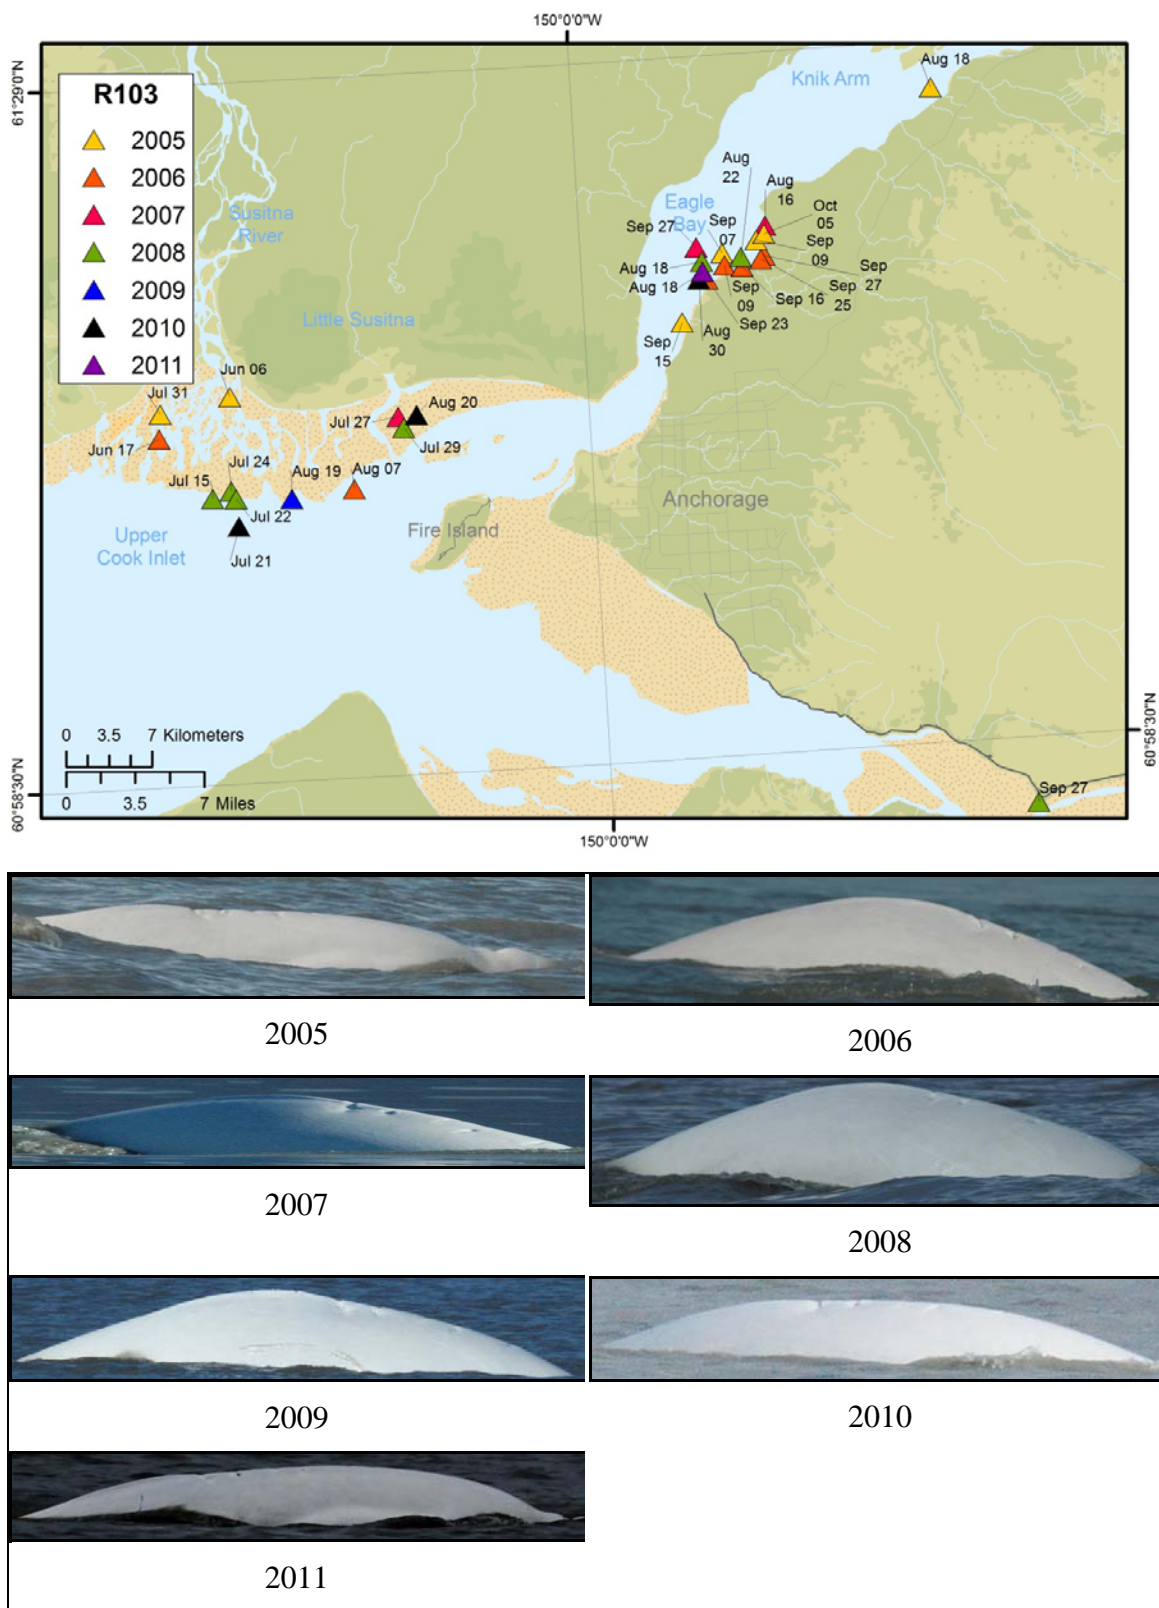 150°0'0"W
61°29'0"N
R103
2005
2006
2007
2008
2009
2010
2011
Knik Arm
Aug 18
Aug
22
Aug
16
Eagle
Bay
Sep
07
Oct
05
Sep 27
Sep
09
Susitna
River
Aug 18
Aug 18
Sep
27
Sep
09
Sep 16
Sep
25
Little Susitna
Sep
15
Aug
30
Sep 23
Jun 06
Jul 31
Aug 20
Jul 27
Jun 17
Jul 29
Jul 24
Jul 15
Aug 19
Aug 07
Jul 22
Anchorage
Fire Island
Upper
Cook Inlet
Jul 21
0 3.5 7 Kilometers
0 3.5 7 Miles
60°58'30"N
60°58'30"N
Sep 27
150°0'0"W
2005
2006
2007
2008
2009
2010
2011